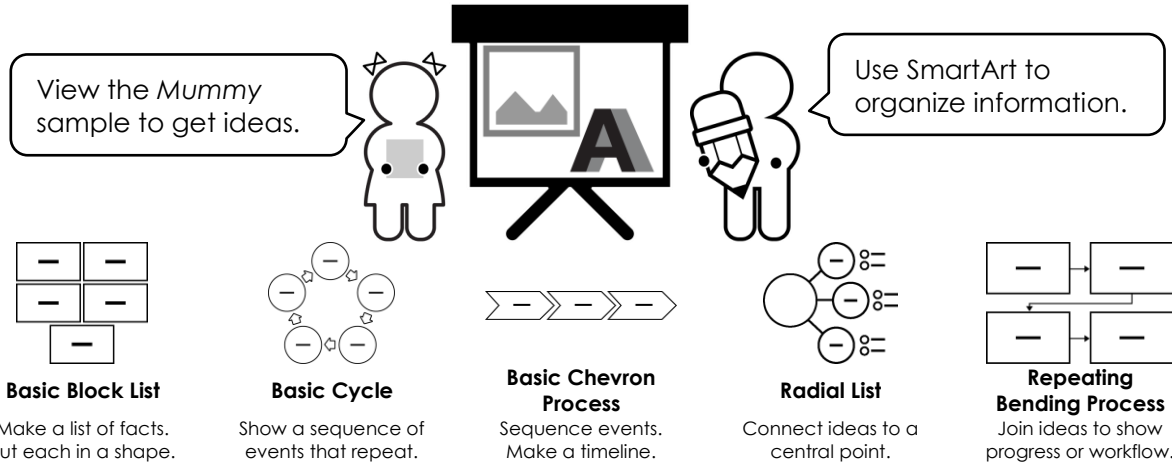 View the Mummy
sample to get ideas.
Use SmartArt to
organize information.
A
Basic Block List
Make a list of facts.
ut each in a shape.
Basic Cycle
Show a sequence of
events that repeat.
Basic Chevron
Process
Sequence events.
Make a timeline.
Radial List
Connect ideas to a
central point.
Repeating
Bending Process
Join ideas to show
progress or workflow.